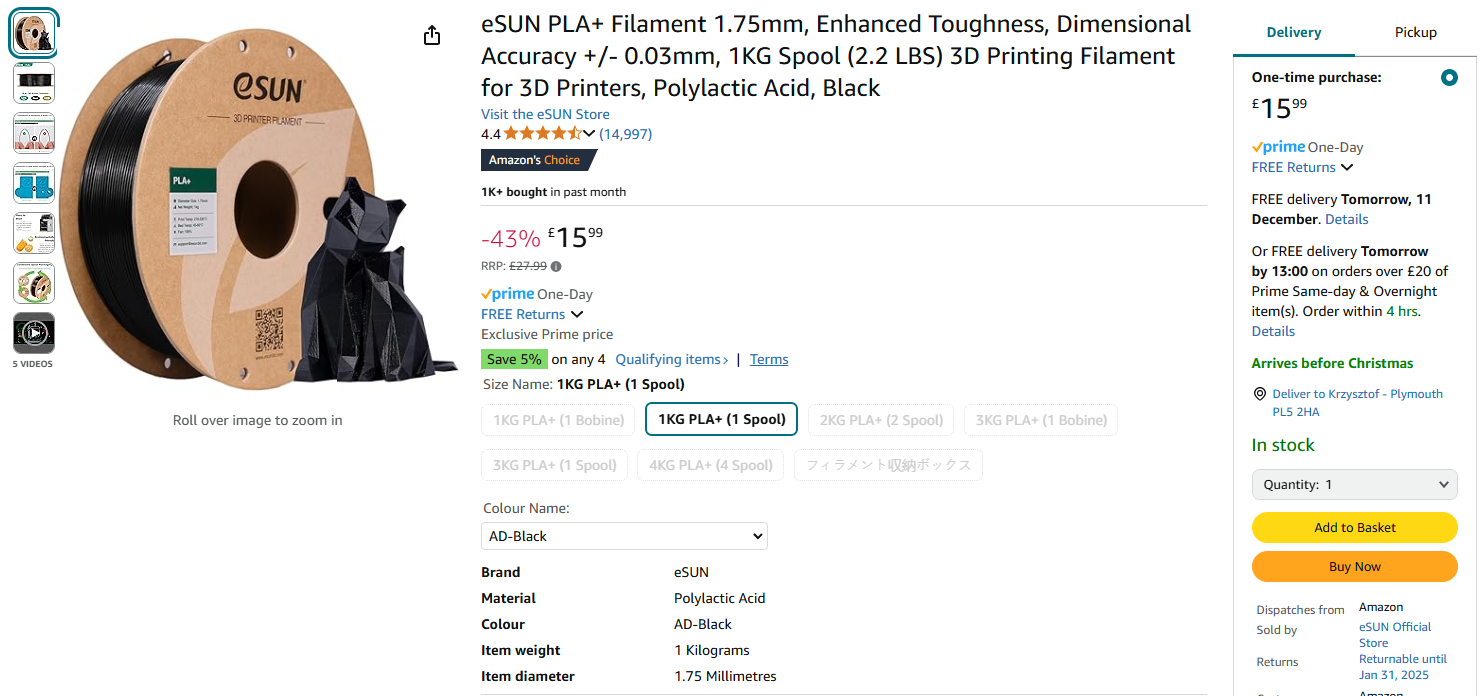 eSUN
3D PRINTER FILAMENT
PLA+
5 VIDEOS
Roll over image to zoom in
eSUN PLA+ Filament 1.75mm, Enhanced Toughness, Dimensional
Accuracy +/- 0.03mm, 1KG Spool (2.2 LBS) 3D Printing Filament
for 3D Printers, Polylactic Acid, Black
Visit the eSUN Store
4.4 (14,997)
Amazon's Choice
1K+ bought in past month
-43% £15 99
RRP: £27.99
prime One-Day
FREE Returns
Exclusive Prime price
Save 5% on any 4 Qualifying items › | Terms
Size Name: 1KG PLA+ (1 Spool)
1KG PLA+ (1 Bobine) 1KG PLA+ (1 Spool) 2KG PLA+ (2 Spool) 3KG PLA+ (1 Bobine)
3KG PLA+ (1 Spool) 4KG PLA+ (4 Spool) フィラメント収納ボックス
Colour Name:
AD-Black
Brand eSUN
Material Polylactic Acid
Colour AD-Black
Item weight 1 Kilograms
Item diameter 1.75 Millimetres
Delivery Pickup
One-time purchase:
£15 99
prime One-Day
FREE Returns
FREE delivery Tomorrow, 11
December. Details
Or FREE delivery Tomorrow
by 13:00 on orders over £20 of
Prime Same-day & Overnight
item(s). Order within 4 hrs.
Details
Arrives before Christmas
Deliver to Krzysztof - Plymouth
PL5 2HA
In stock
Quantity: 1
Add to Basket
Buy Now
Dispatches from Amazon
Sold by eSUN Official
Store
Returns Returnable until
Jan 31, 2025